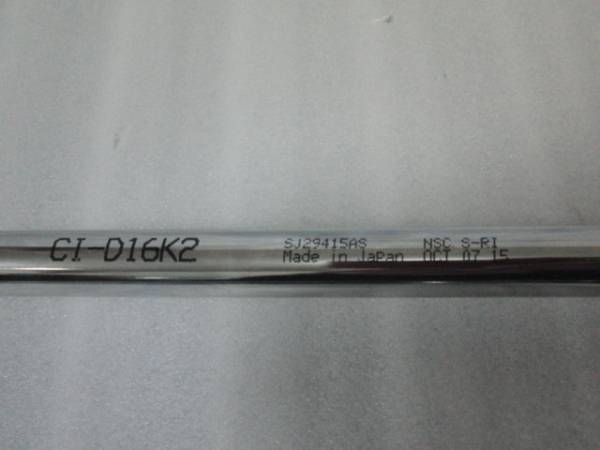 CI-D16K2
SJ29415AS NSC S-RI
Made in JaPan OCT 07 15